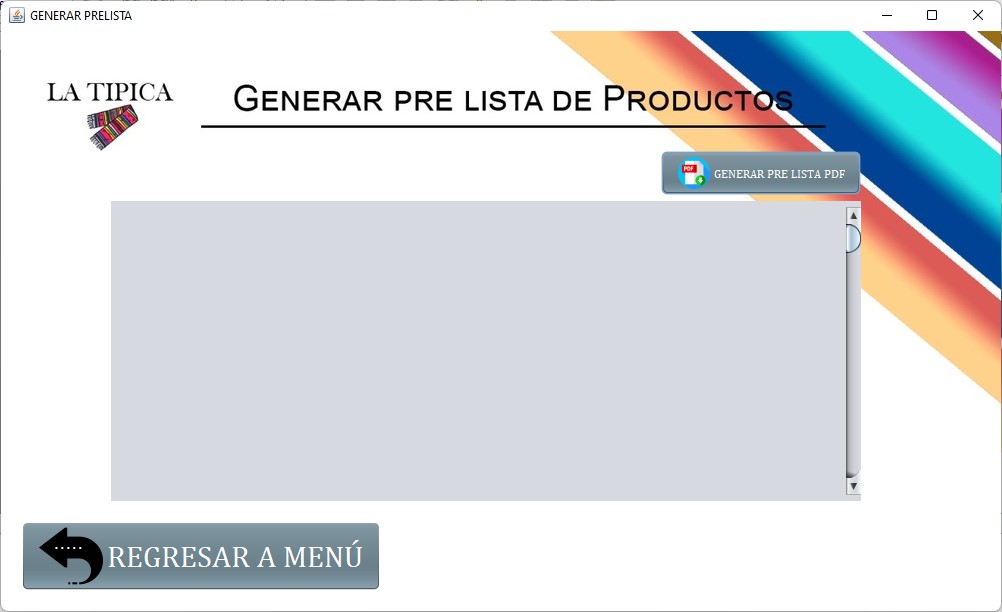 GENERAR PRELISTA
LA TIPICA
GENERAR PRE LISTA DE PRODUCTOS
PDF
GENERAR PRE LISTA PDF
REGRESAR A MENÚ